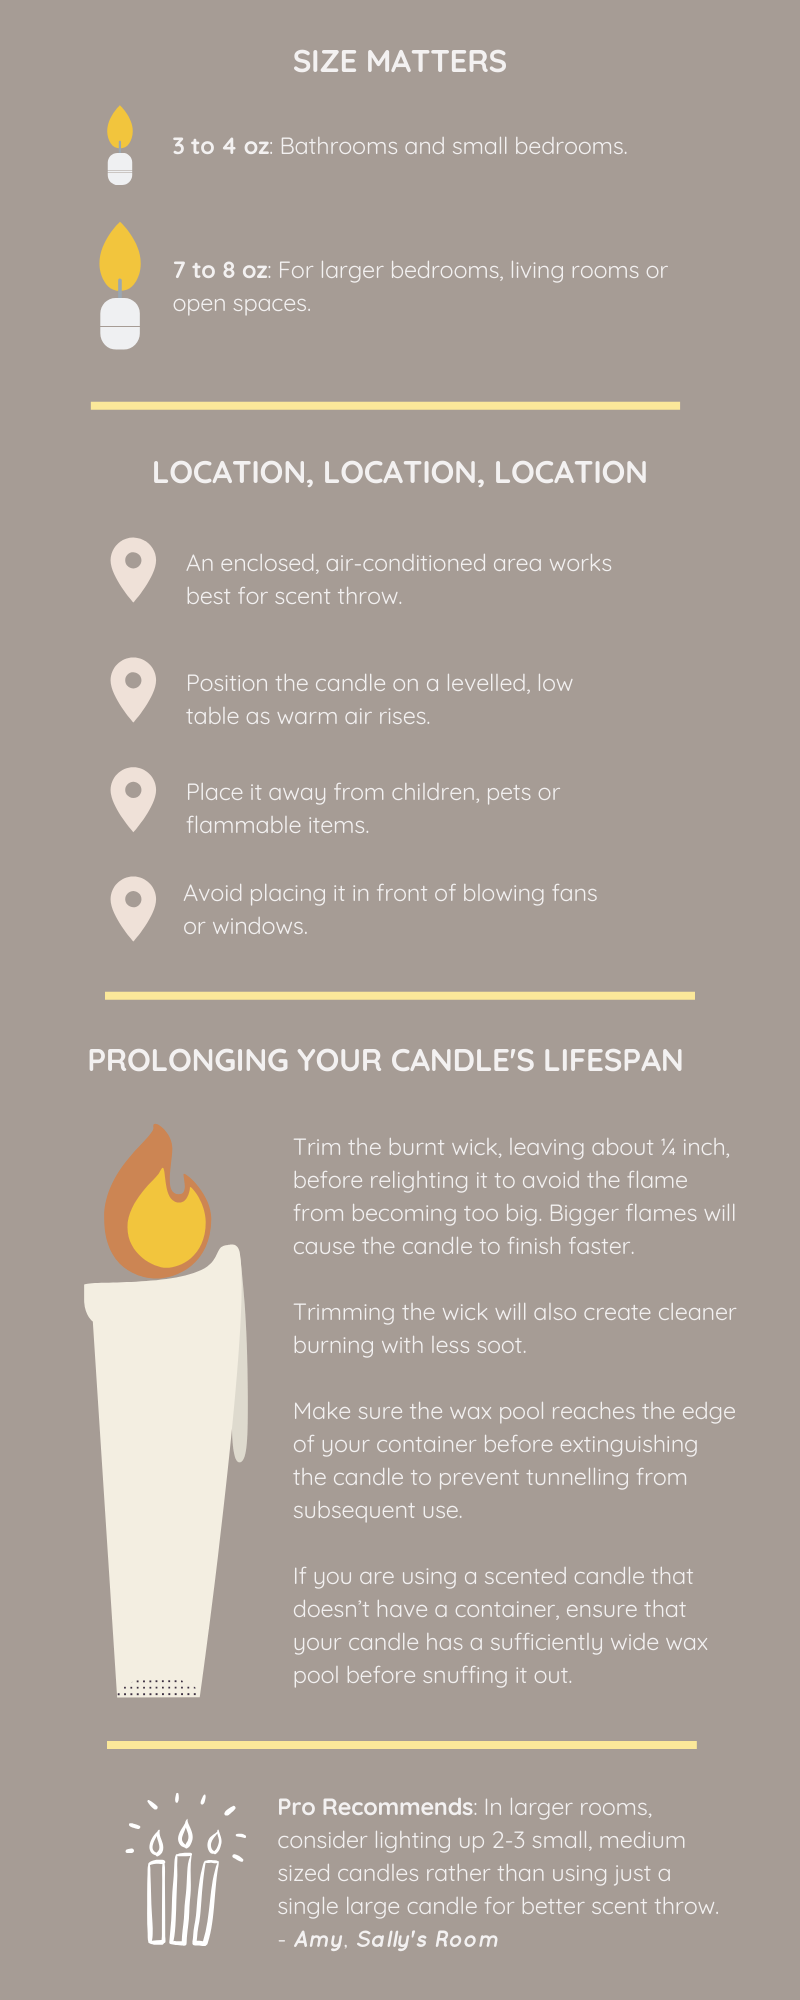 SIZE MATTERS
3 to 4 oz: Bathrooms and small bedrooms.
7 to 8 oz: For larger bedrooms, living rooms or
open spaces.
LOCATION, LOCATION, LOCATION
An enclosed, air-conditioned area works
best for scent throw.
Position the candle on a levelled, low
table as warm air rises.
Place it away from children, pets or
flammable items.
Avoid placing it in front of blowing fans
or windows.
PROLONGING YOUR CANDLE'S LIFESPAN
Trim the burnt wick, leaving about ¼ inch,
before relighting it to avoid the flame
from becoming too big. Bigger flames will
cause the candle to finish faster.
Trimming the wick will also create cleaner
burning with less soot.
Make sure the wax pool reaches the edge
of your container before extinguishing
the candle to prevent tunnelling from
subsequent use.
If you are using a scented candle that
doesn’t have a container, ensure that
your candle has a sufficiently wide wax
pool before snuffing it out.
Pro Recommends: In larger rooms,
consider lighting up 2-3 small, medium
sized candles rather than using just a
single large candle for better scent throw.
- Amy, Sally's Room